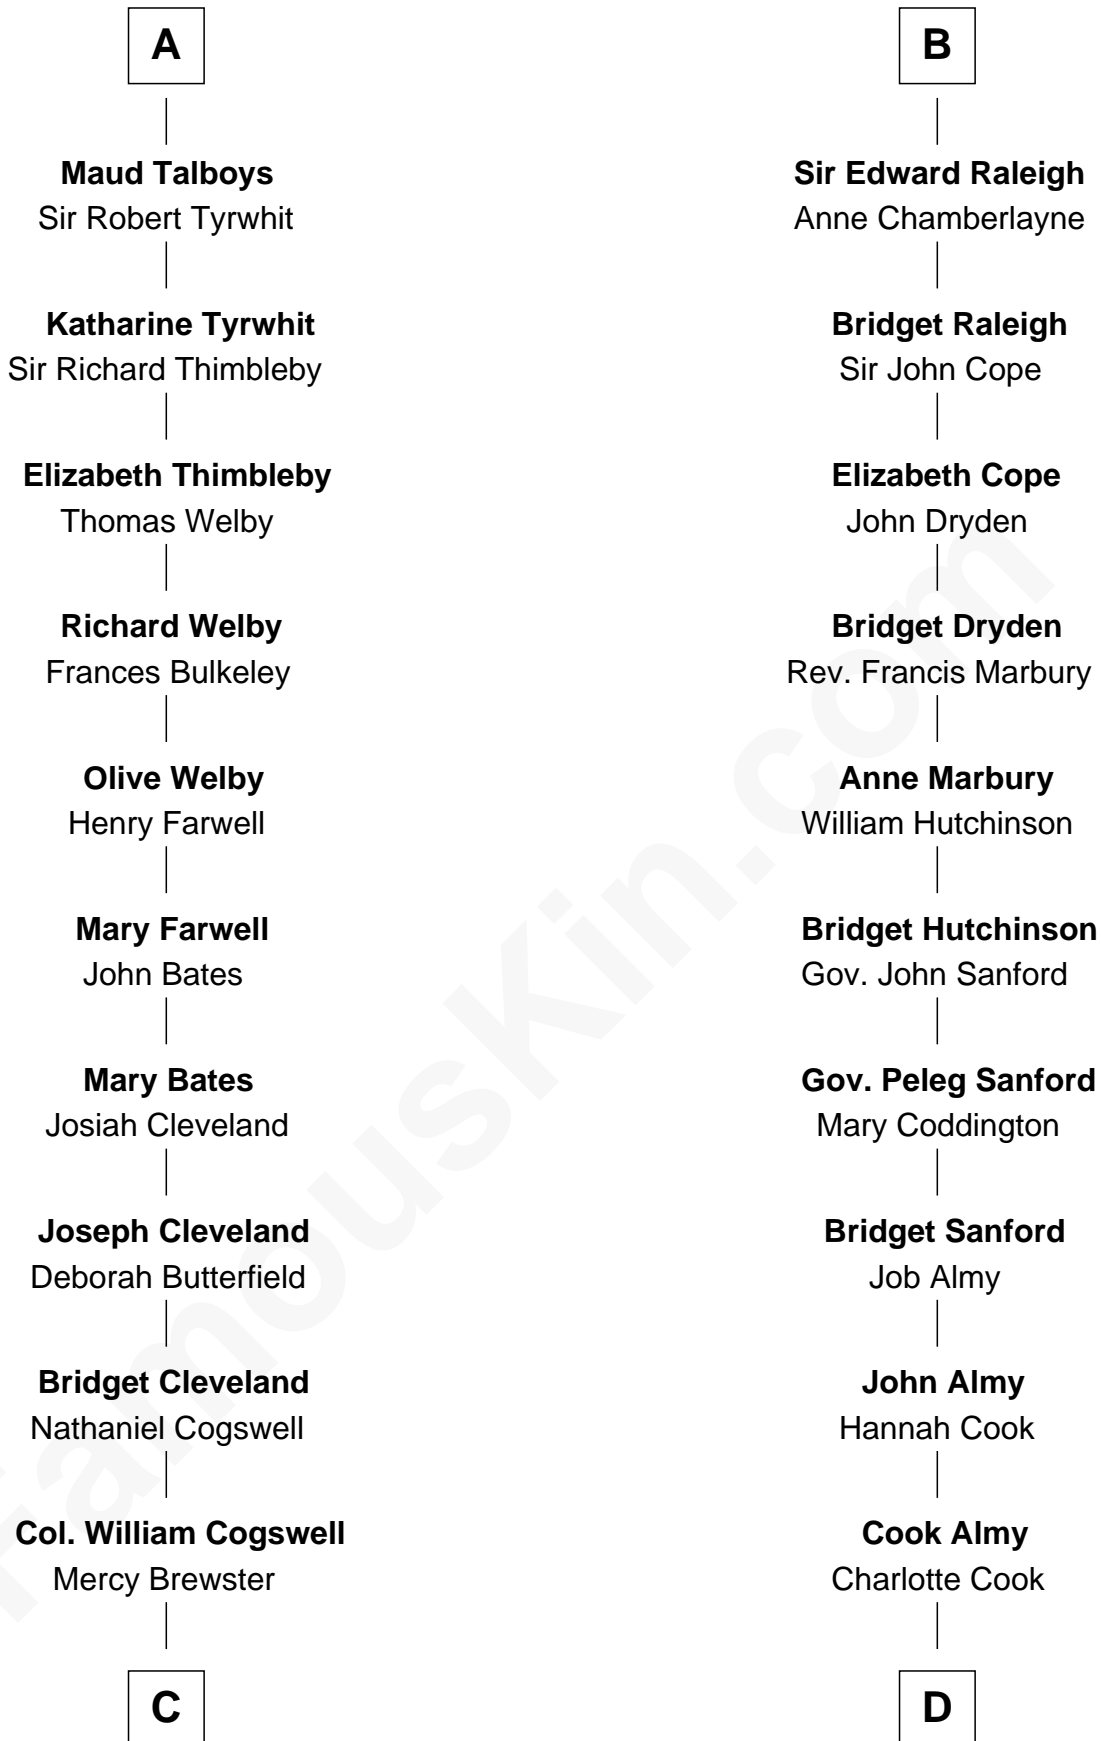 A
Maud Talboys
Sir Robert Tyrwhit
Katharine Tyrwhit
Sir Richard Thimbleby
Elizabeth Thimbleby
Thomas Welby
Richard Welby
Frances Bulkeley
Olive Welby
Henry Farwell
Mary Farwell
John Bates
Mary Bates
Josiah Cleveland
Joseph Cleveland
Deborah Butterfield
Bridget Cleveland
Nathaniel Cogswell
Col. William Cogswell
Mercy Brewster
C
B
Sir Edward Raleigh
Anne Chamberlayne
Bridget Raleigh
Sir John Cope
Elizabeth Cope
John Dryden
Bridget Dryden
Rev. Francis Marbury
Anne Marbury
William Hutchinson
Bridget Hutchinson
Gov. John Sanford
Gov. Peleg Sanford
Mary Coddington
Bridget Sanford
Job Almy
John Almy
Hannah Cook
Cook Almy
Charlotte Cook
D
FamousKin.com